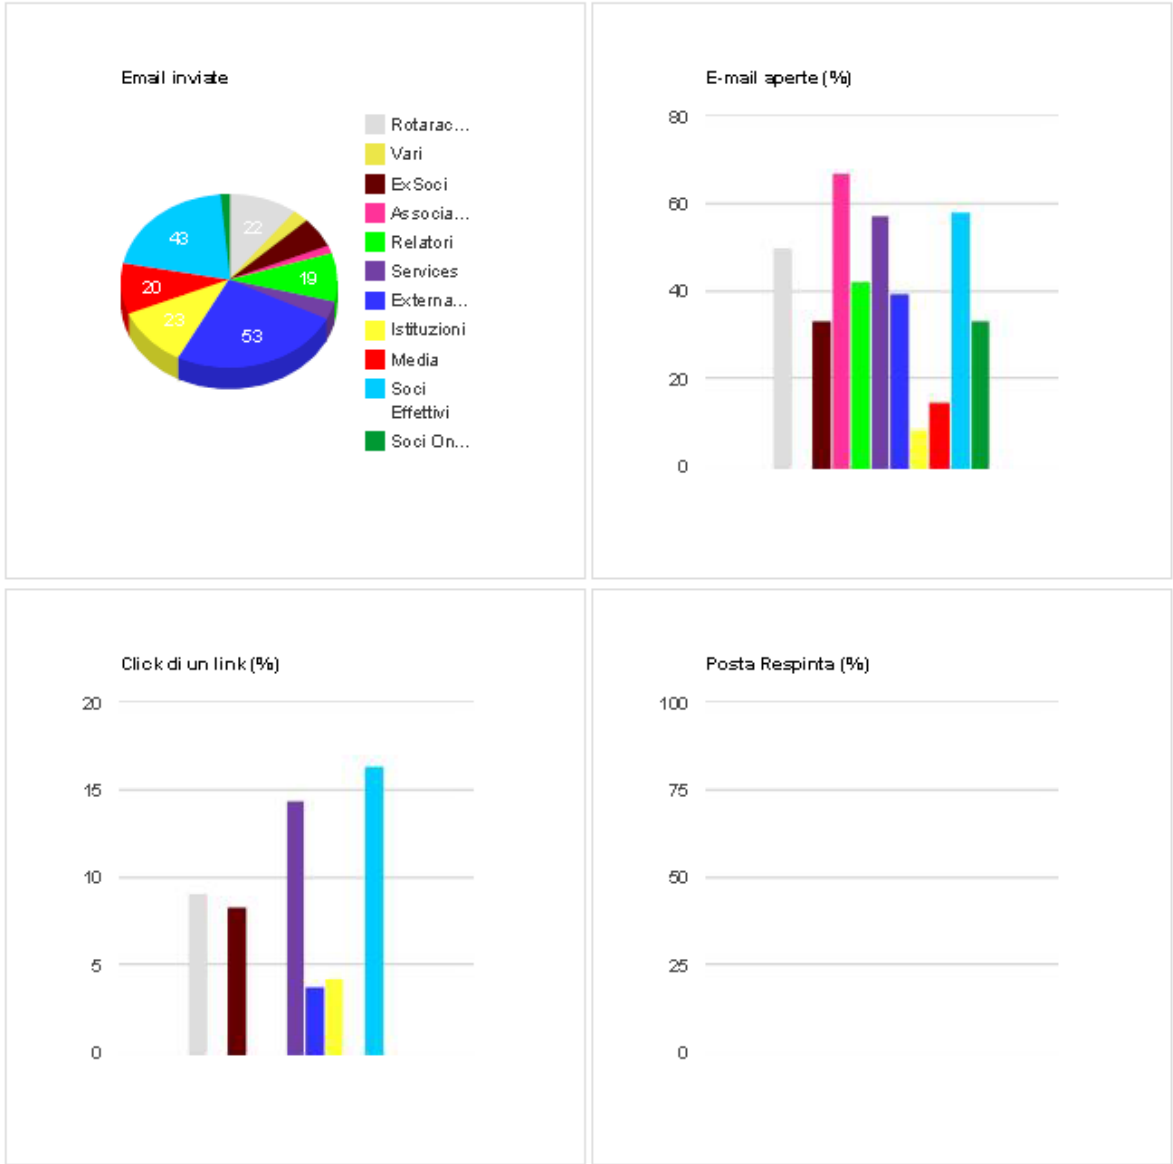 Email inviate
Rotarac...
Vari
ExSoci
Associa...
Relatori
Services
Externa...
Istituzioni
Media
Soci
Effettivi
Soci On...
22
19
53
23
20
43
E-mail aperte (%)
80
60
40
20
0
Click di un link (%)
20
15
10
5
0
Posta Respinta (%)
100
75
50
25
0